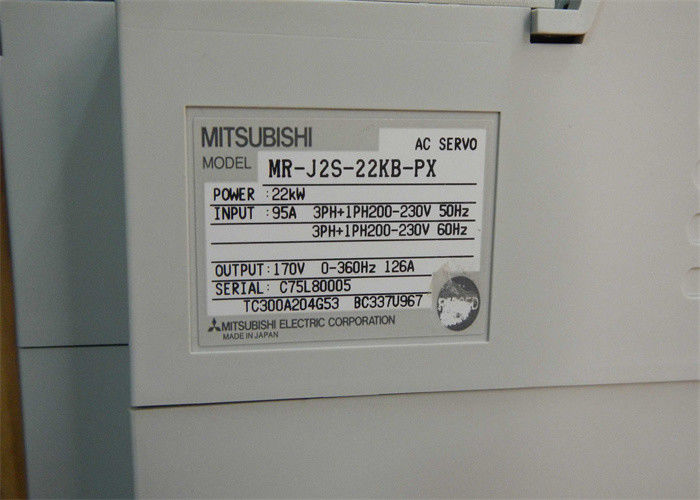 MITSUBISHI
AC SERVO
MODEL MR-J2S-22KB-PX
POWER :22kW
INPUT :95A 3PH+1PH200-230V 50Hz
3PH+1PH200-230V 60Hz
OUTPUT:170V 0-360Hz 126A
SERIAL: C75L80005
TC300A204G53 BC337U967
MITSUBISHI ELECTRIC CORPORATION
MADE IN JAPAN